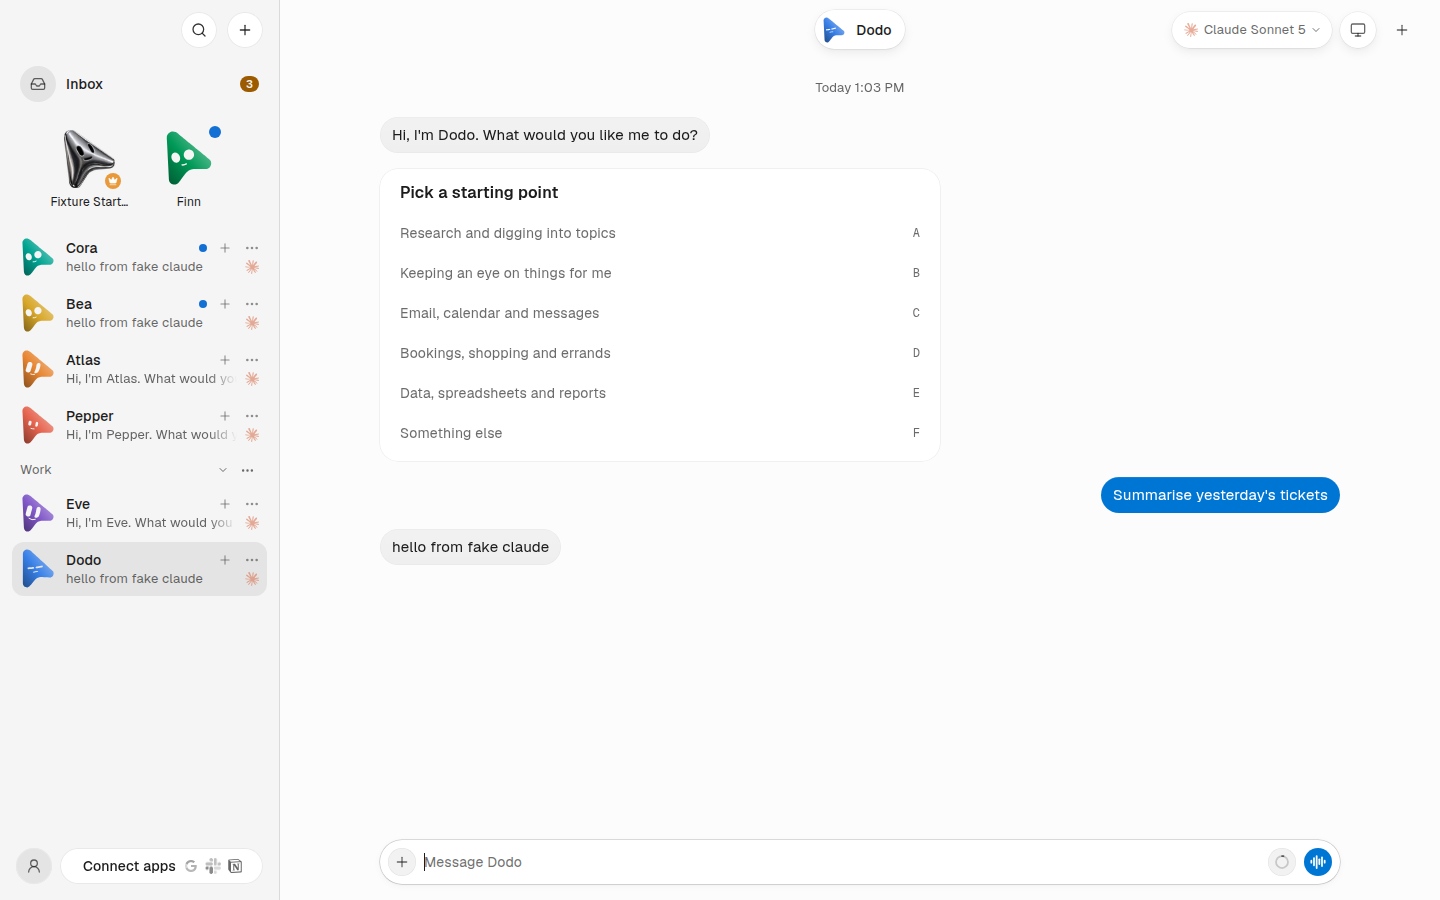 Inbox
3
Fixture Start...
Finn
Cora
hello from fake claude
Bea
hello from fake claude
Atlas
Hi, I'm Atlas. What would yo
Pepper
Hi, I'm Pepper. What would y
Work
Eve
Hi, I'm Eve. What would you
Dodo
hello from fake claude
Connect apps
Dodo
Claude Sonnet 5
Today 1:03 PM
Hi, I'm Dodo. What would you like me to do?
Pick a starting point
Research and digging into topics A
Keeping an eye on things for me B
Email, calendar and messages C
Bookings, shopping and errands D
Data, spreadsheets and reports E
Something else F
Summarise yesterday's tickets
hello from fake claude
Message Dodo